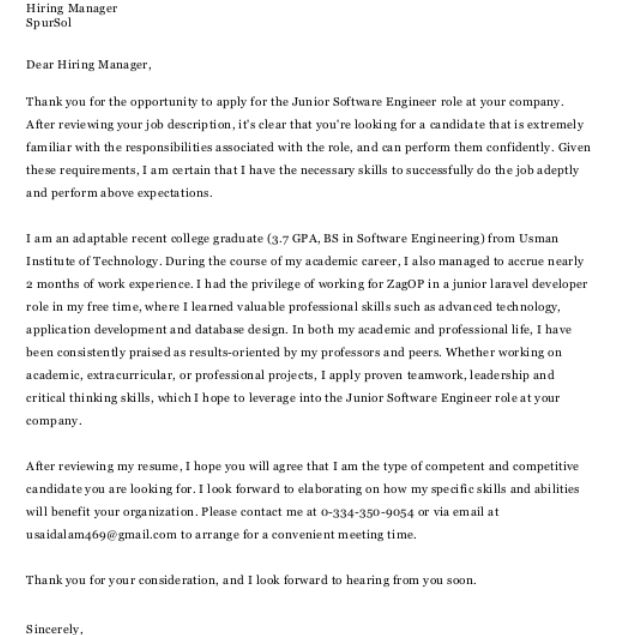 Hiring Manager
SpurSol
Dear Hiring Manager,
Thank you for the opportunity to apply for the Junior Software Engineer role at your company.
After reviewing your job description, it's clear that you're looking for a candidate that is extremely
familiar with the responsibilities associated with the role, and can perform them confidently. Given
these requirements, I am certain that I have the necessary skills to successfully do the job adeptly
and perform above expectations.
I am an adaptable recent college graduate (3.7 GPA, BS in Software Engineering) from Usman
Institute of Technology. During the course of my academic career, I also managed to accrue nearly
2 months of work experience. I had the privilege of working for ZagOP in a junior laravel developer
role in my free time, where I learned valuable professional skills such as advanced technology,
application development and database design. In both my academic and professional life, I have
been consistently praised as results-oriented by my professors and peers. Whether working on
academic, extracurricular, or professional projects, I apply proven teamwork, leadership and
critical thinking skills, which I hope to leverage into the Junior Software Engineer role at your
company.
After reviewing my resume, I hope you will agree that I am the type of competent and competitive
candidate you are looking for. I look forward to elaborating on how my specific skills and abilities
will benefit your organization. Please contact me at 0-334-350-9054 or via email at
usaidalam469@gmail.com to arrange for a convenient meeting time.
Thank you for your consideration, and I look forward to hearing from you soon.
Sincerely,